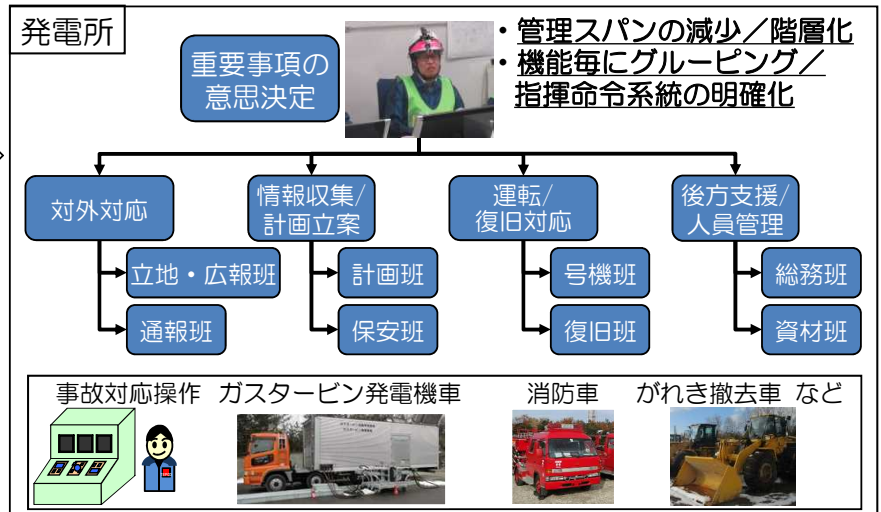 発電所
重要事項の
意思決定
・管理スパンの減少／階層化
・機能毎にグルーピング／
指揮命令系統の明確化
対外対応
情報収集/
計画立案
運転/
復旧対応
後方支援/
人員管理
立地・広報班
計画班
号機班
総務班
通報班
保安班
復旧班
資材班
事故対応操作 ガスタービン発電機車 消防車 がれき撤去車 など